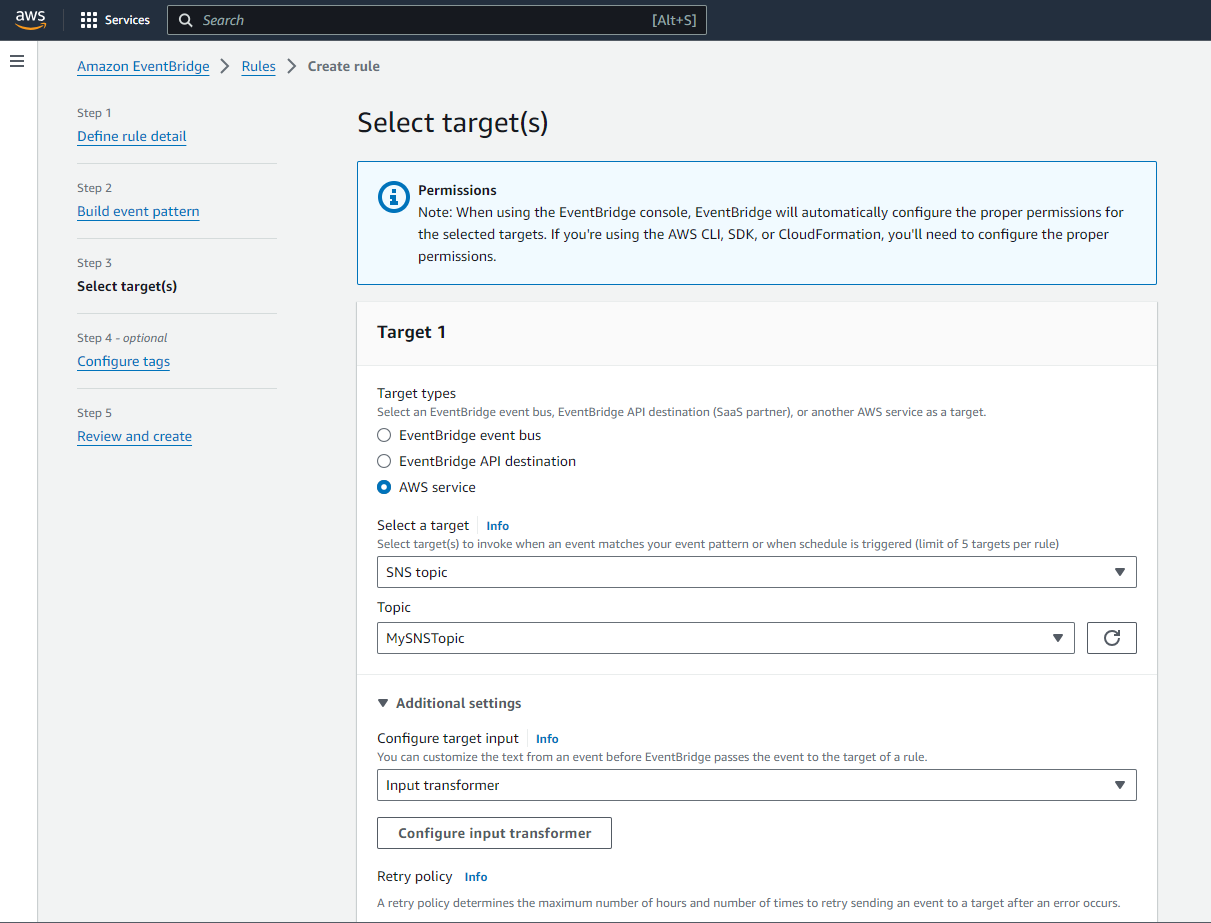 aws
Services
Search
[Alt+S]
Amazon EventBridge
Rules
Create rule
Step 1
Define rule detail
Step 2
Build event pattern
Step 3
Select target(s)
Step 4 - optional
Configure tags
Step 5
Review and create
Select target(s)
Permissions
Note: When using the EventBridge console, EventBridge will automatically configure the proper permissions for
the selected targets. If you're using the AWS CLI, SDK, or CloudFormation, you'll need to configure the proper
permissions.
Target 1
Target types
Select an EventBridge event bus, EventBridge API destination (SaaS partner), or another AWS service as a target.
EventBridge event bus
EventBridge API destination
AWS service
Select a target
Info
Select target(s) to invoke when an event matches your event pattern or when schedule is triggered (limit of 5 targets per rule)
SNS topic
Topic
MySNSTopic
Additional settings
Configure target input
Info
You can customize the text from an event before EventBridge passes the event to the target of a rule.
Input transformer
Configure input transformer
Retry policy
Info
A retry policy determines the maximum number of hours and number of times to retry sending an event to a target after an error occurs.